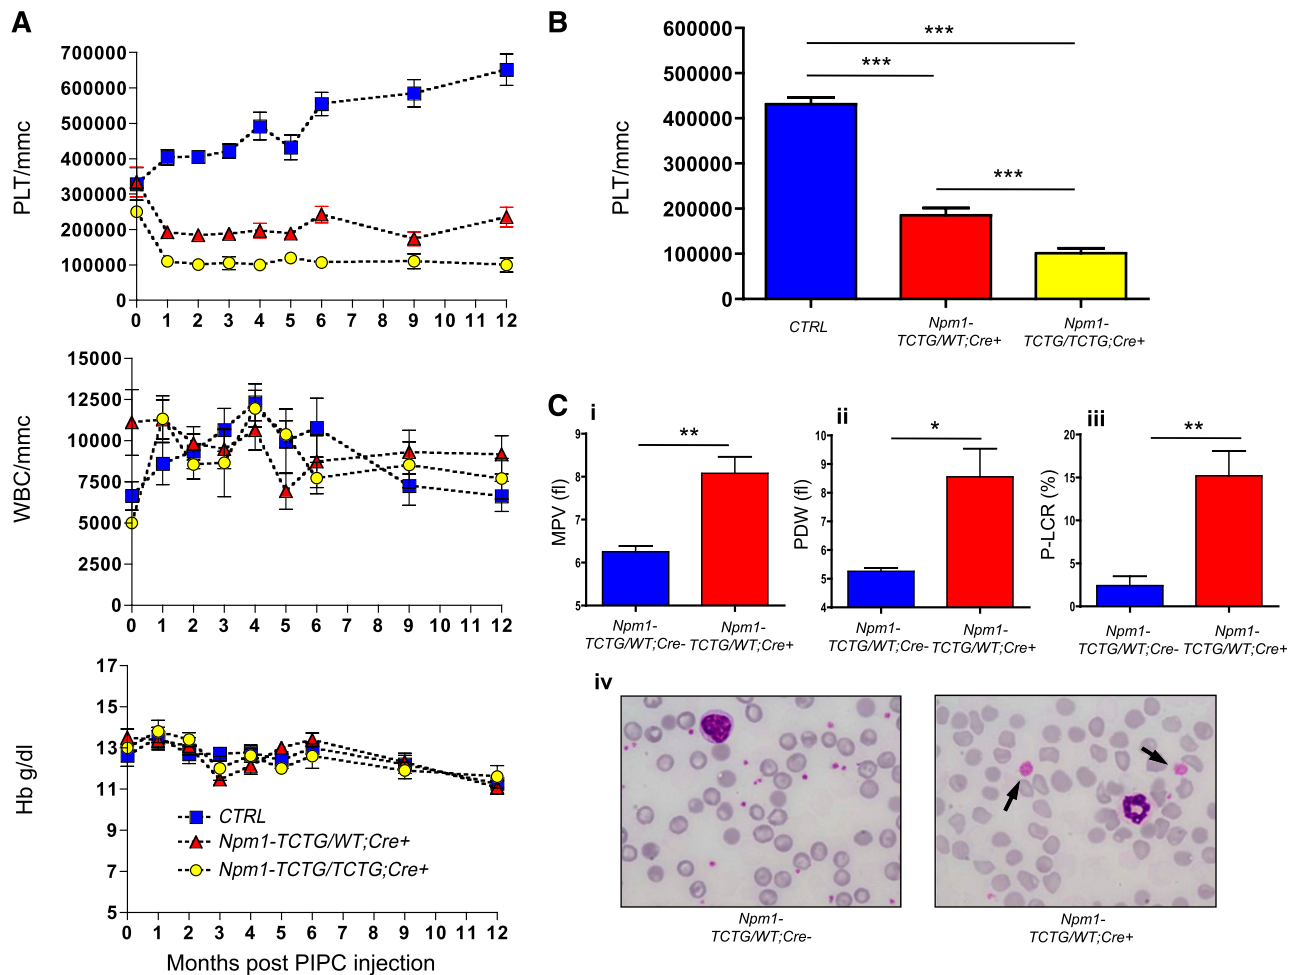 A
700000
600000
500000
400000
300000
200000
100000
0
PLT/mmc
0 1 2 3 4 5 6 7 8 9 10 11 12
15000
12500
10000
7500
5000
2500
0
WBC/mmc
0 1 2 3 4 5 6 7 8 9 10 11 12
17
15
13
11
9
7
5
Hb g/dl
CTRL
Npm1-TCTG/WT;Cre+
Npm1-TCTG/TCTG;Cre+
0 1 2 3 4 5 6 7 8 9 10 11 12
Months post PIPC injection
B
600000
500000
400000
300000
200000
100000
0
PLT/mmc
***
***
***
CTRL
Npm1-
TCTG/WT;Cre+
Npm1-
TCTG/TCTG;Cre+
C
i
9
8
7
6
5
MPV (fl)
**
Npm1-
TCTG/WT;Cre-
Npm1-
TCTG/WT;Cre+
ii
10
9
8
7
6
5
4
PDW (fl)
*
Npm1-
TCTG/WT;Cre-
Npm1-
TCTG/WT;Cre+
iii
20
15
10
5
0
P-LCR (%)
**
Npm1-
TCTG/WT;Cre-
Npm1-
TCTG/WT;Cre+
iv
Npm1-
TCTG/WT;Cre-
Npm1-
TCTG/WT;Cre+